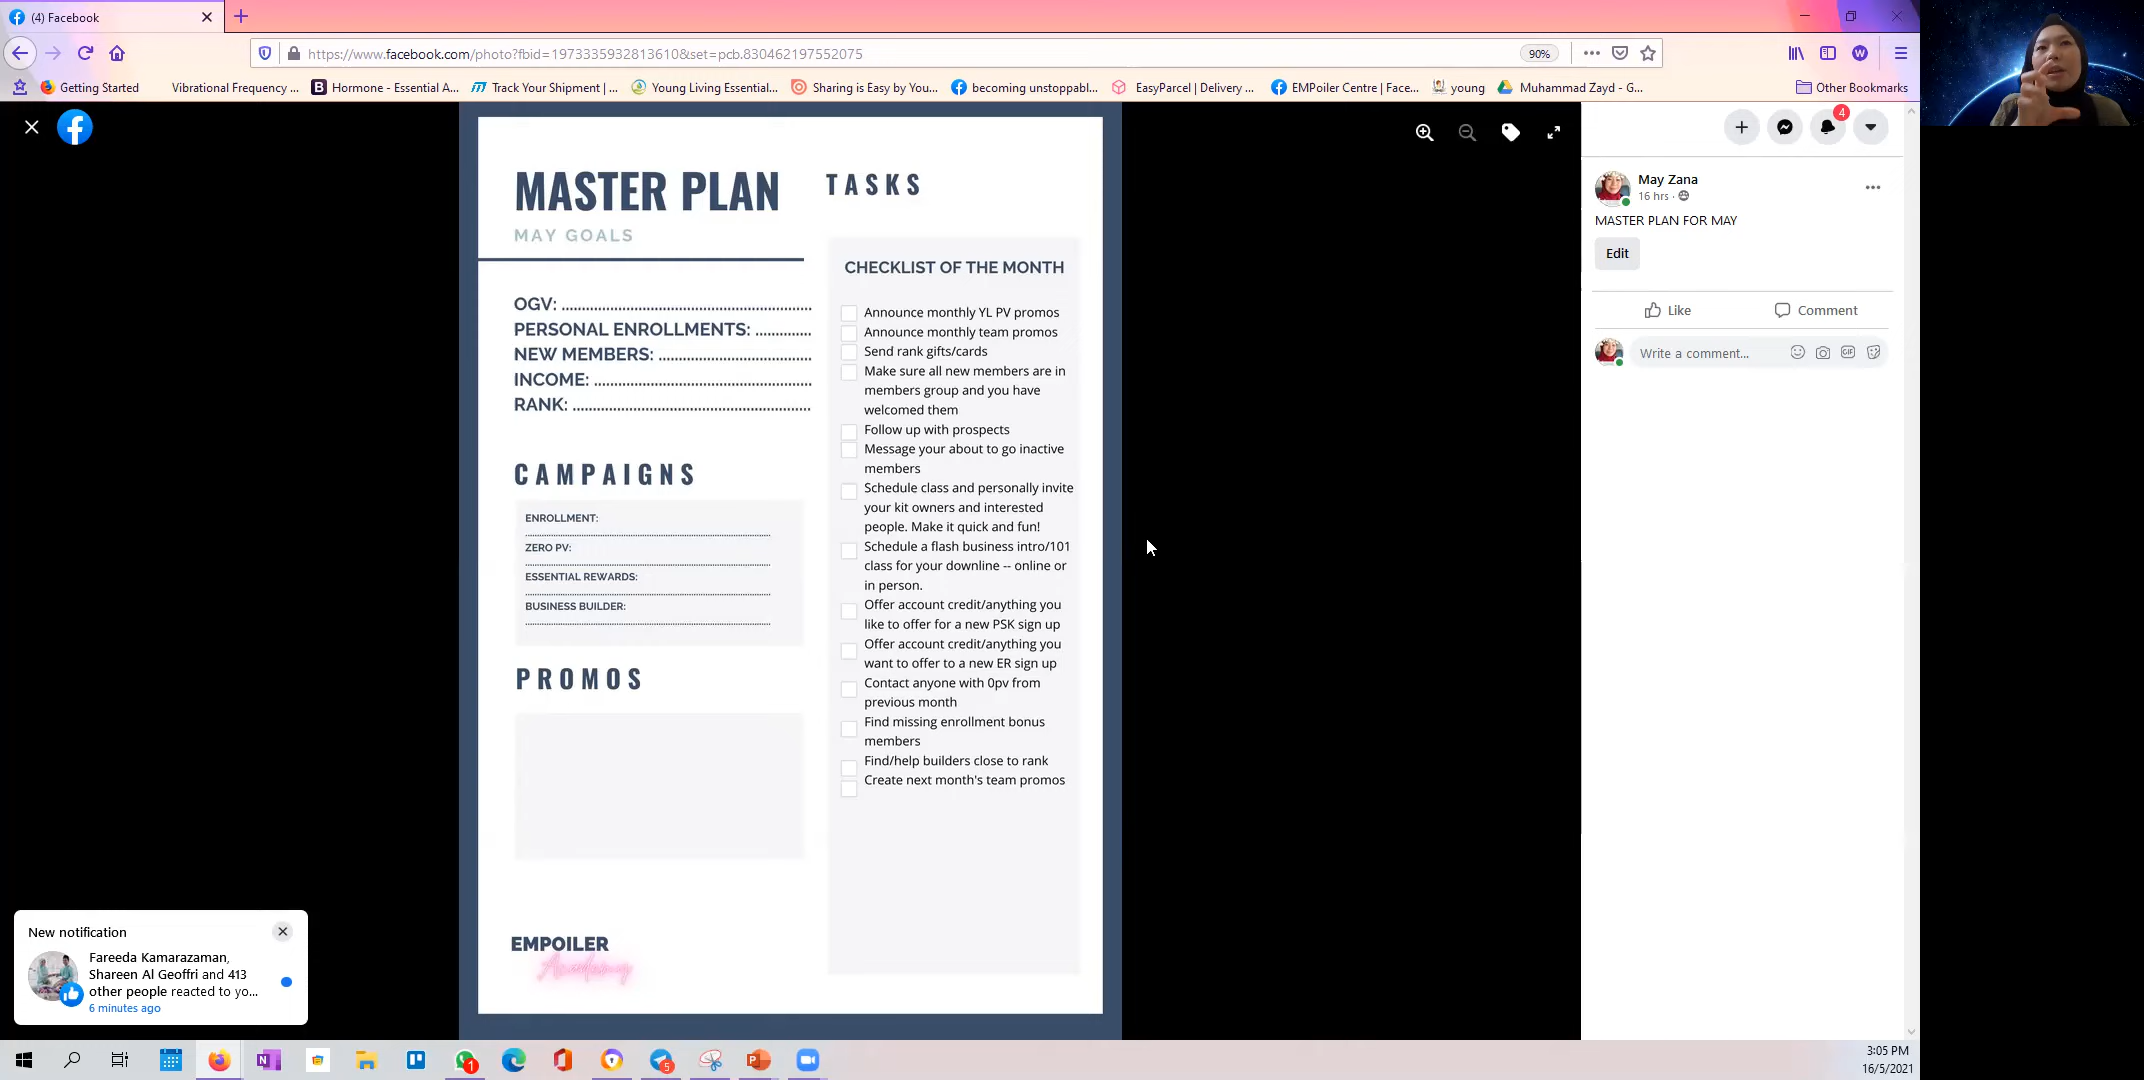 (4) Facebook
https://www.facebook.com/photo?fbid=1973335932813610&set=pcb.830462197552075
90%
Getting Started
Vibrational Frequency ...
Hormone - Essential A...
Track Your Shipment | ...
Young Living Essential...
Sharing is Easy by You...
becoming unstoppabl...
EasyParcel | Delivery ...
EMPoiler Centre | Face...
young
Muhammad Zayd - G...
Other Bookmarks
MASTER PLAN
MAY GOALS
OGV: ..................................................
PERSONAL ENROLLMENTS: ...........
NEW MEMBERS: ..............................
INCOME: ...........................................
RANK: ...............................................
CAMPAIGNS
ENROLLMENT:
ZERO PV:
ESSENTIAL REWARDS:
BUSINESS BUILDER:
PROMOS
EMPOILER
Academy
TASKS
CHECKLIST OF THE MONTH
Announce monthly YL PV promos
Announce monthly team promos
Send rank gifts/cards
Make sure all new members are in
members group and you have
welcomed them
Follow up with prospects
Message your about to go inactive
members
Schedule class and personally invite
your kit owners and interested
people. Make it quick and fun!
Schedule a flash business intro/101
class for your downline -- online or
in person.
Offer account credit/anything you
like to offer for a new PSK sign up
Offer account credit/anything you
want to offer to a new ER sign up
Contact anyone with 0pv from
previous month
Find missing enrollment bonus
members
Find/help builders close to rank
Create next month's team promos
4
May Zana
16 hrs ·
MASTER PLAN FOR MAY
Edit
Like
Comment
Write a comment...
GIF
New notification
Fareeda Kamarazaman,
Shareen Al Geoffri and 413
other people reacted to yo...
6 minutes ago
1
5
3:05 PM
16/5/2021